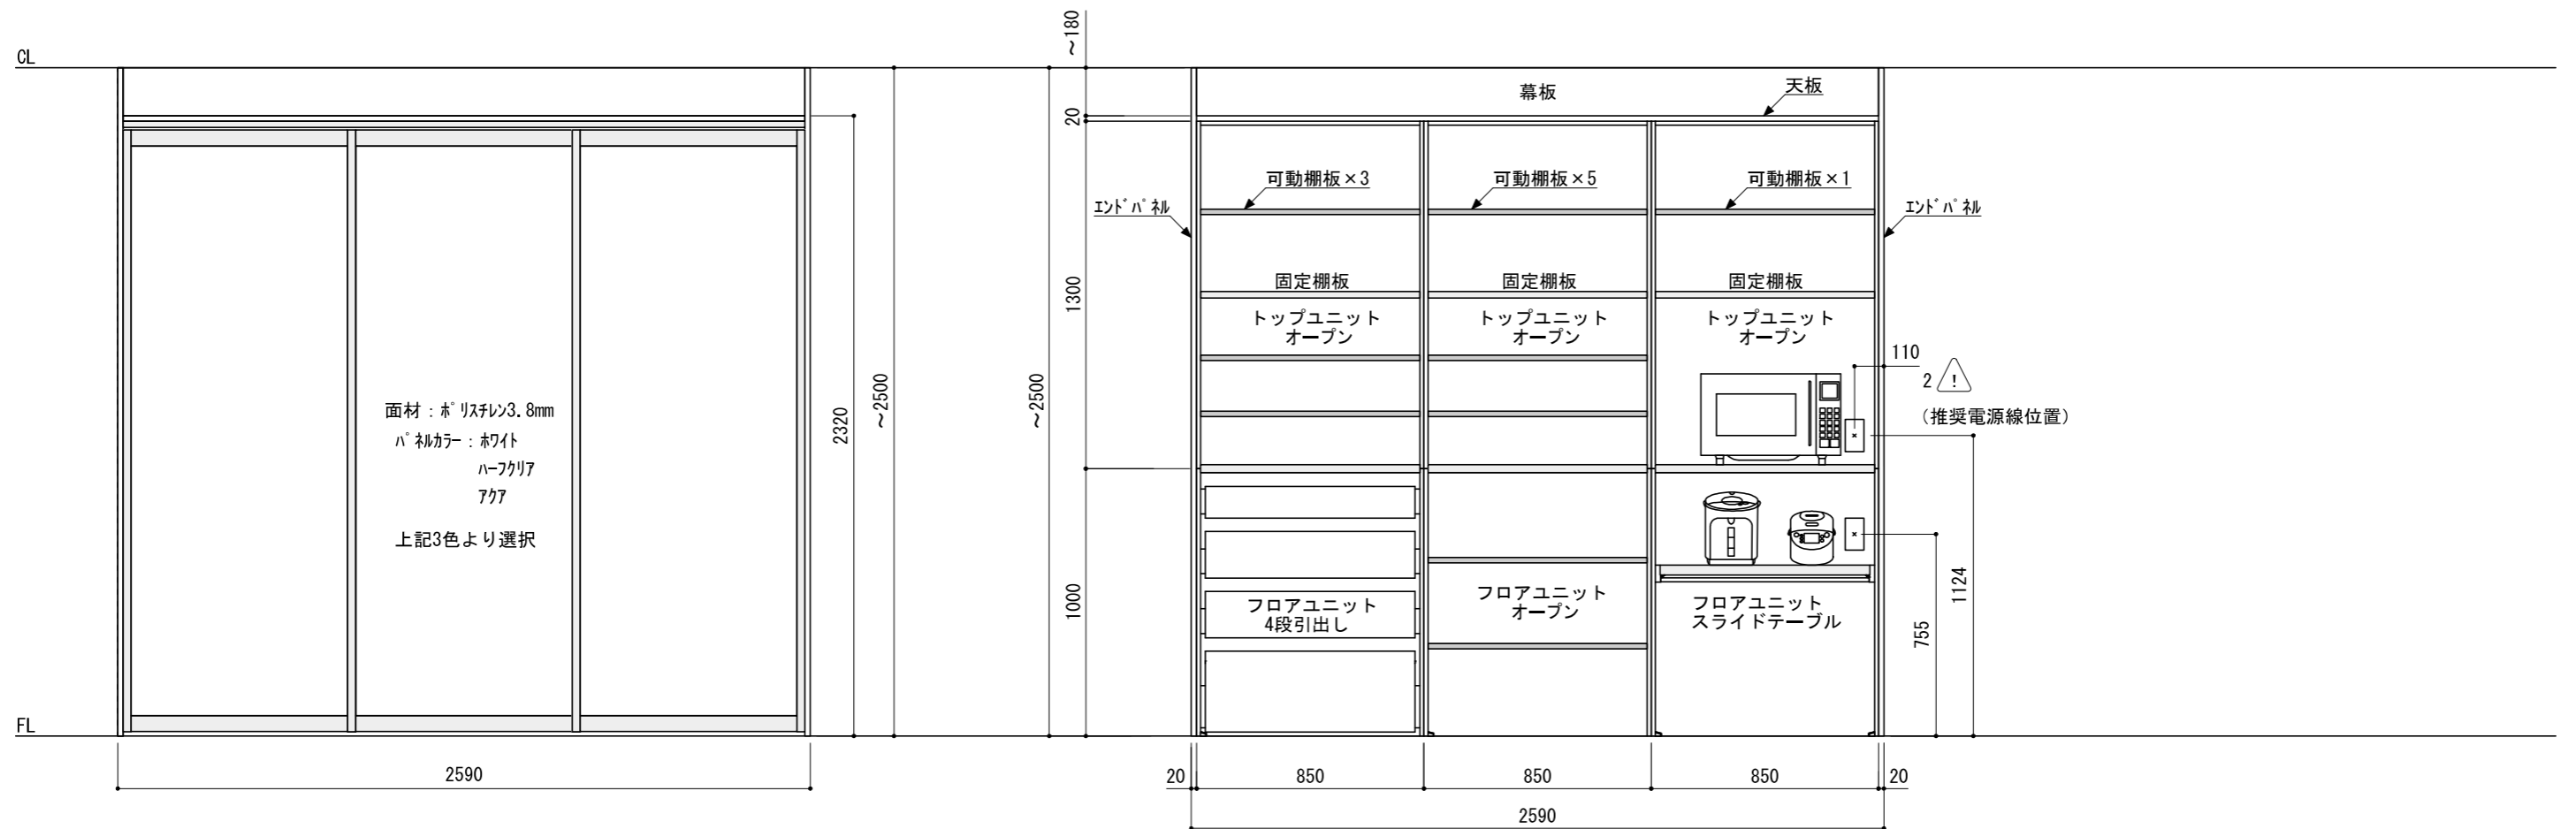 CL
FL
面材：ﾎﾟﾘｽﾁﾚﾝ3.8mm
ﾊﾟﾈﾙｶﾗｰ：ﾎﾜｲﾄ
ﾊｰﾌｸﾘｱ
ｱｸｱ
上記3色より選択
2320
～2500
2590
～2500
～180
20
1300
1000
幕板
天板
ｴﾝﾄﾞﾊﾟﾈﾙ
可動棚板×3
可動棚板×5
可動棚板×1
ｴﾝﾄﾞﾊﾟﾈﾙ
固定棚板
固定棚板
固定棚板
トップユニット
オープン
トップユニット
オープン
トップユニット
オープン
110
2 !
（推奨電源線位置）
フロアユニット
4段引出し
フロアユニット
オープン
フロアユニット
スライドテーブル
755
1124
20
850
850
850
20
2590